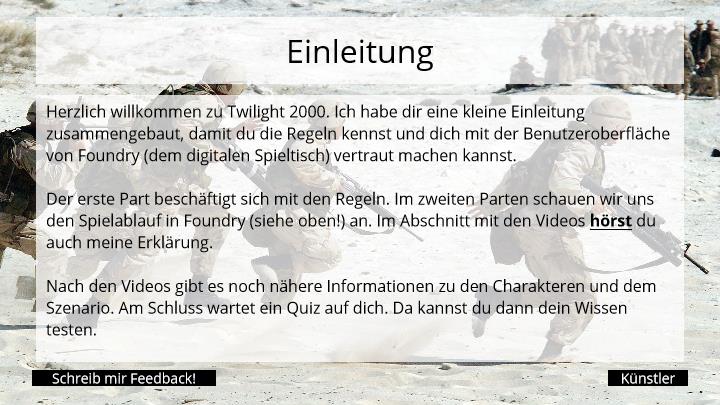 Einleitung
Herzlich willkommen zu Twilight 2000. Ich habe dir eine kleine Einleitung
zusammengebaut, damit du die Regeln kennst und dich mit der Benutzeroberfläche
von Foundry (dem digitalen Spieltisch) vertraut machen kannst.
Der erste Part beschäftigt sich mit den Regeln. Im zweiten Parten schauen wir uns
den Spielablauf in Foundry (siehe oben!) an. Im Abschnitt mit den Videos hörst du
auch meine Erklärung.
Nach den Videos gibt es noch nähere Informationen zu den Charakteren und dem
Szenario. Am Schluss wartet ein Quiz auf dich. Da kannst du dann dein Wissen
testen.
Schreib mir Feedback!
Künstler